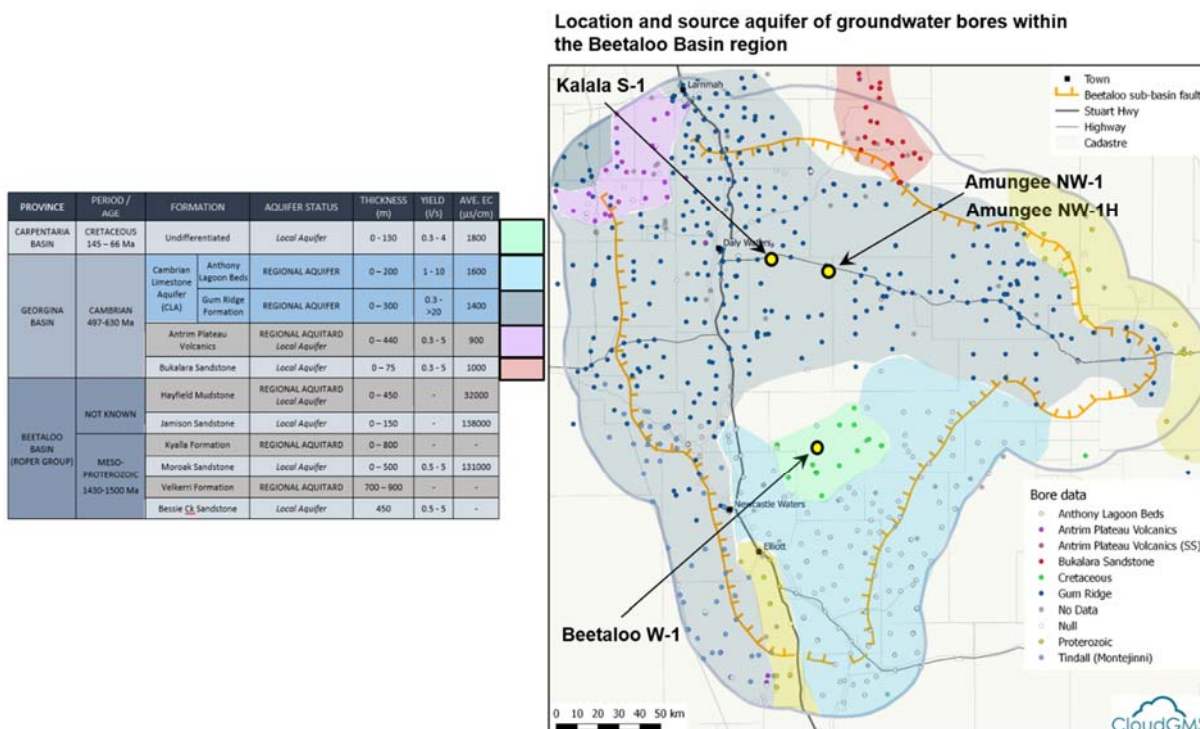 Location and source aquifer of groundwater bores within
the Beetaloo Basin region
PROVINCE PERIOD / AGE FORMATION AQUIFER STATUS THICKNESS (m) YIELD (l/s) AVE. EC (µs/cm)
CARPENTARIA BASIN CRETACEOUS 145 – 66 Ma Undifferentiated Local Aquifer 0 - 130 0.3 - 4 1800
GEORGINA BASIN CAMBRIAN 497-630 Ma Cambrian Limestone Aquifer (CLA) Anthony Lagoon Beds REGIONAL AQUIFER 0 – 200 1 - 10 1600
Gum Ridge Formation REGIONAL AQUIFER 0 – 300 0.3 - >20 1400
Antrim Plateau Volcanics REGIONAL AQUITARD Local Aquifer 0 – 440 0.3 - 5 900
Bukalara Sandstone Local Aquifer 0 – 75 0.3 - 5 1000
BEETALOO BASIN (ROPER GROUP) NOT KNOWN Hayfield Mudstone REGIONAL AQUITARD Local Aquifer 0 – 450 - 32000
Jamison Sandstone Local Aquifer 0 – 150 - 138000
MESO- PROTEROZOIC 1430-1500 Ma Kyalla Formation REGIONAL AQUITARD 0 – 800 - -
Moroak Sandstone Local Aquifer 0 – 500 0.5 - 5 131000
Velkerri Formation REGIONAL AQUITARD 700 – 900 - -
Bessie Ck Sandstone Local Aquifer 450 0.5 - 5 -
Kalala S-1
Larrimah
Town
Beetaloo sub-basin fault
Stuart Hwy
Highway
Cadastre
Amungee NW-1
Amungee NW-1H
Daly Waters
Newcastle Waters
Elliott
Beetaloo W-1
Bore data
Anthony Lagoon Beds
Antrim Plateau Volcanics
Antrim Plateau Volcanics (SS)
Bukalara Sandstone
Cretaceous
Gum Ridge
No Data
Null
Proterozoic
Tindall (Montejinni)
0 10 20 30 40 50 km
CloudGMS